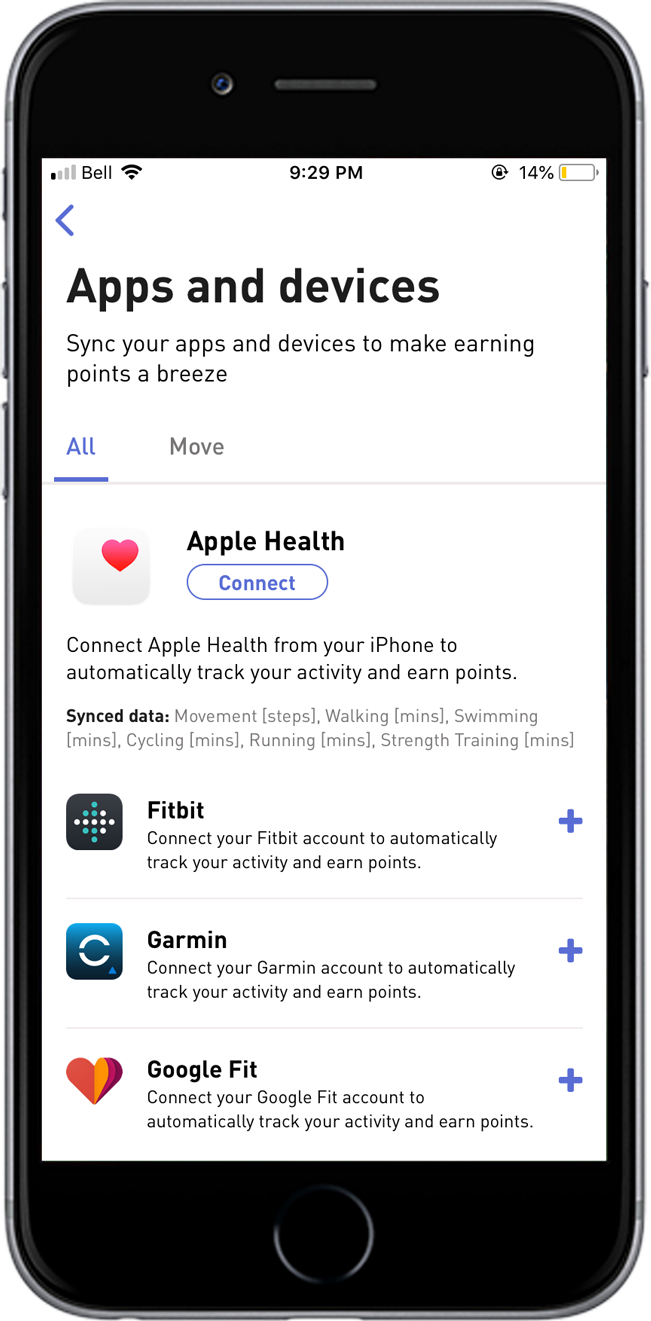 Bell 9:29 PM 14%
Apps and devices
Sync your apps and devices to make earning
points a breeze
All Move
Apple Health
Connect
Connect Apple Health from your iPhone to
automatically track your activity and earn points.
Synced data: Movement [steps], Walking [mins], Swimming
[mins], Cycling [mins], Running [mins], Strength Training [mins]
Fitbit
Connect your Fitbit account to automatically
track your activity and earn points.
Garmin
Connect your Garmin account to automatically
track your activity and earn points.
Google Fit
Connect your Google Fit account to
automatically track your activity and earn points.